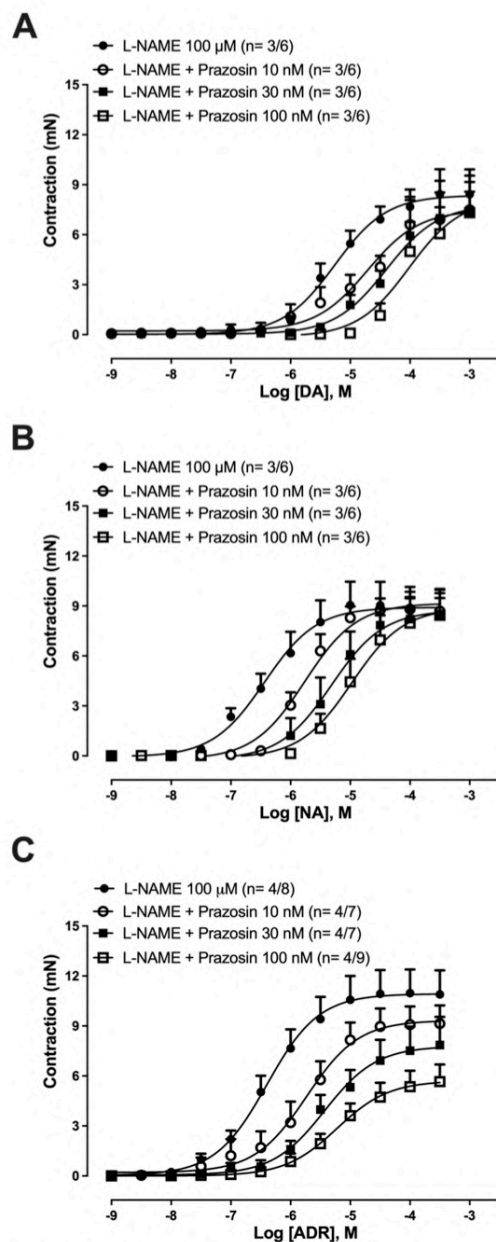 A
L-NAME 100 µM (n= 3/6)
L-NAME + Prazosin 10 nM (n= 3/6)
L-NAME + Prazosin 30 nM (n= 3/6)
L-NAME + Prazosin 100 nM (n= 3/6)
Contraction (mN)
15
12
9
6
3
0
-9 -8 -7 -6 -5 -4 -3
Log [DA], M
B
L-NAME 100 µM (n= 3/6)
L-NAME + Prazosin 10 nM (n= 3/6)
L-NAME + Prazosin 30 nM (n= 3/6)
L-NAME + Prazosin 100 nM (n= 3/6)
Contraction (mN)
15
12
9
6
3
0
-9 -8 -7 -6 -5 -4 -3
Log [NA], M
C
L-NAME 100 µM (n= 4/8)
L-NAME + Prazosin 10 nM (n= 4/7)
L-NAME + Prazosin 30 nM (n= 4/7)
L-NAME + Prazosin 100 nM (n= 4/9)
Contraction (mN)
15
12
9
6
3
0
-9 -8 -7 -6 -5 -4 -3
Log [ADR], M